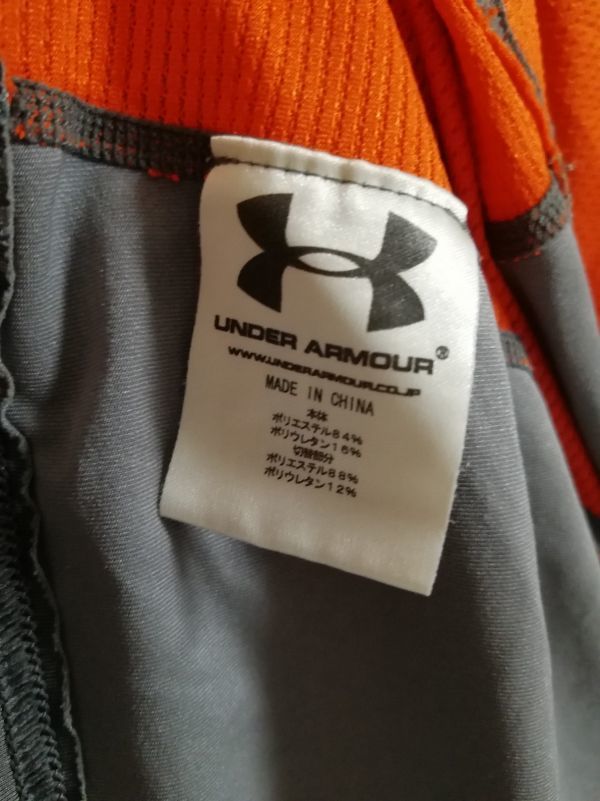 UNDER ARMOUR®
WWW.UNDERARMOUR.CO.JP
MADE IN CHINA
本体
ポリエステル84%
ポリウレタン16%
切替部分
ポリエステル88%
ポリウレタン12%